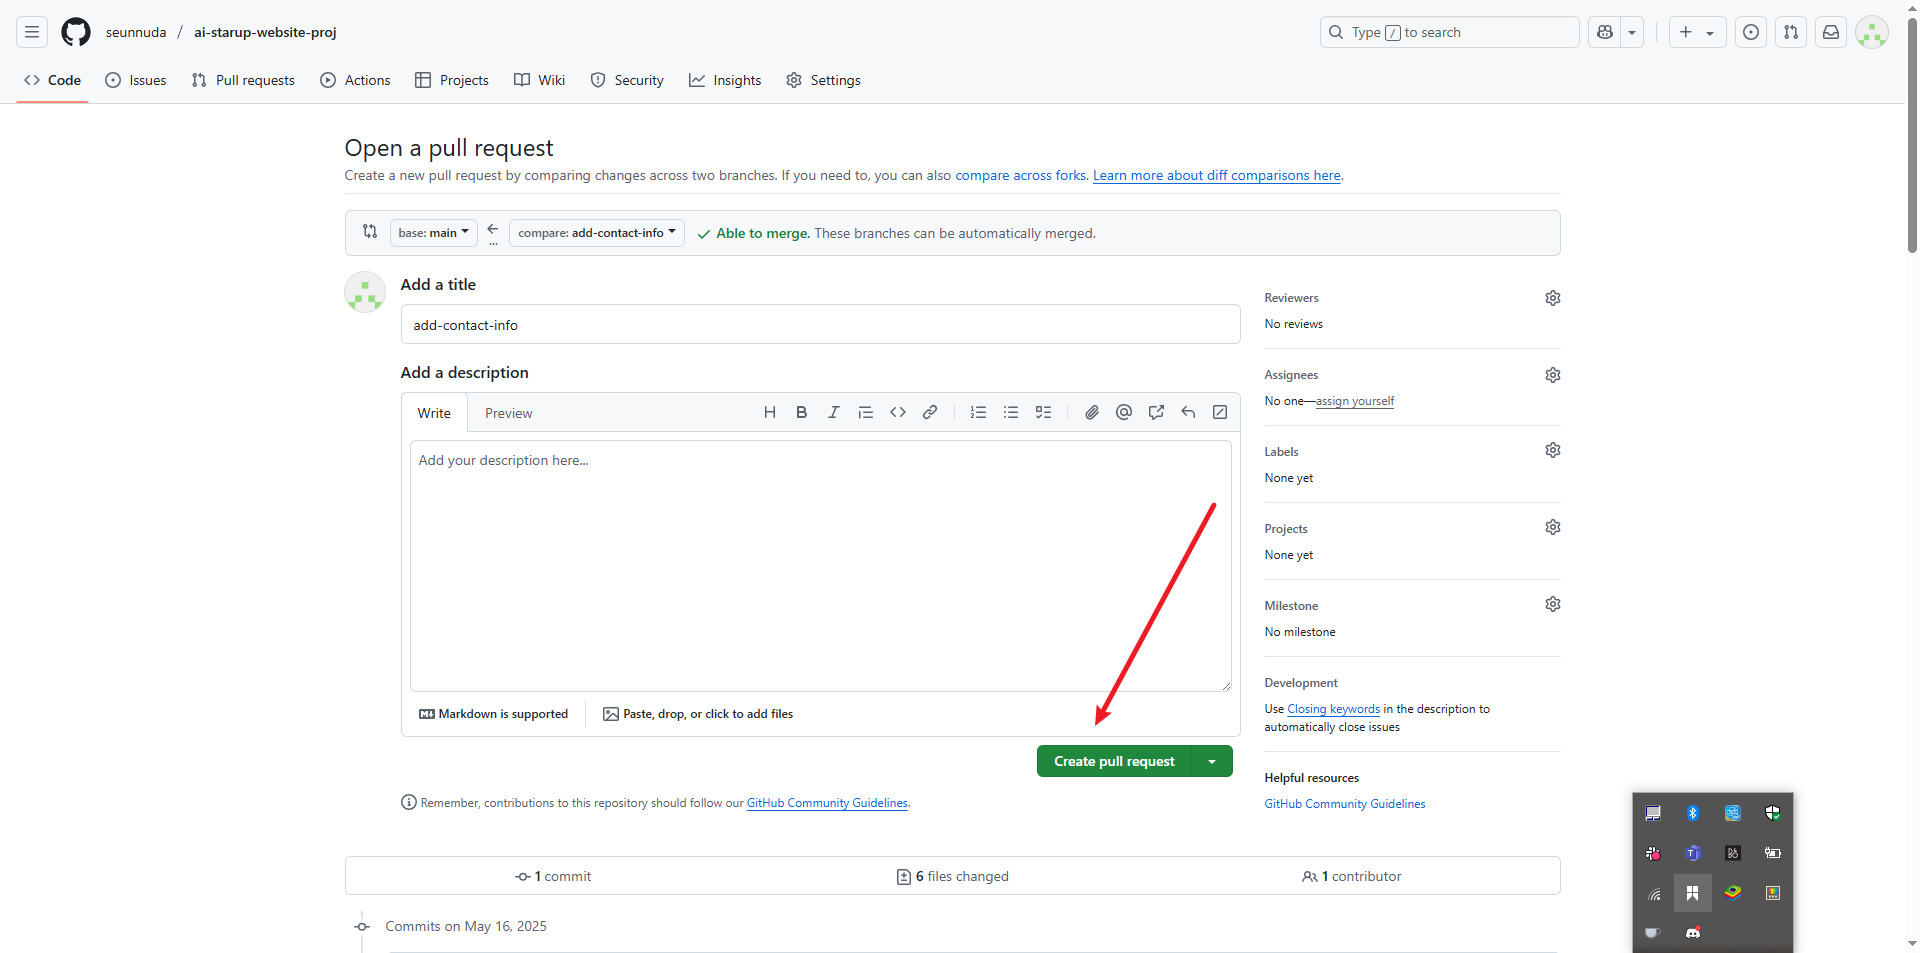 seunnuda / ai-starup-website-proj
Type / to search
Code Issues Pull requests Actions Projects Wiki Security Insights Settings
Open a pull request
Create a new pull request by comparing changes across two branches. If you need to, you can also compare across forks. Learn more about diff comparisons here.
base: main ... compare: add-contact-info Able to merge. These branches can be automatically merged.
Add a title
add-contact-info
Add a description
Write Preview
Add your description here...
Markdown is supported Paste, drop, or click to add files
Create pull request
Remember, contributions to this repository should follow our GitHub Community Guidelines.
Reviewers
No reviews
Assignees
No one—assign yourself
Labels
None yet
Projects
None yet
Milestone
No milestone
Development
Use Closing keywords in the description to
automatically close issues
Helpful resources
GitHub Community Guidelines
1 commit 6 files changed 1 contributor
Commits on May 16, 2025